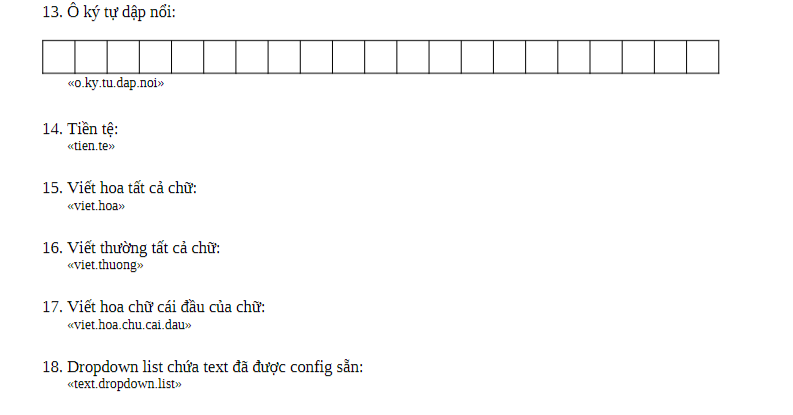 13. Ô ký tự dập nổi:
«o.ky.tu.dap.noi»
14. Tiền tệ:
«tien.te»
15. Viết hoa tất cả chữ:
«viet.hoa»
16. Viết thường tất cả chữ:
«viet.thuong»
17. Viết hoa chữ cái đầu của chữ:
«viet.hoa.chu.cai.dau»
18. Dropdown list chứa text đã được config sẵn:
«text.dropdown.list»